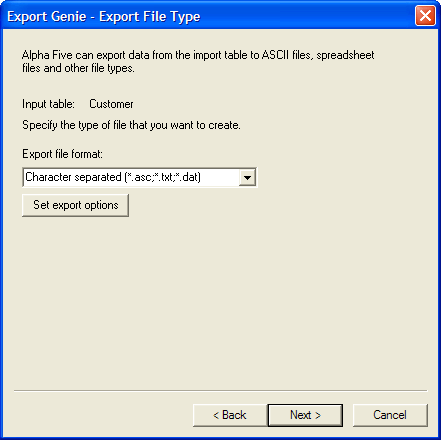 Export Genie - Export File Type
Alpha Five can export data from the import table to ASCII files, spreadsheet
files and other file types.
Input table: Customer
Specify the type of file that you want to create.
Export file format:
Character separated (*.asc;*.txt;*.dat)
Set export options
< Back Next > Cancel